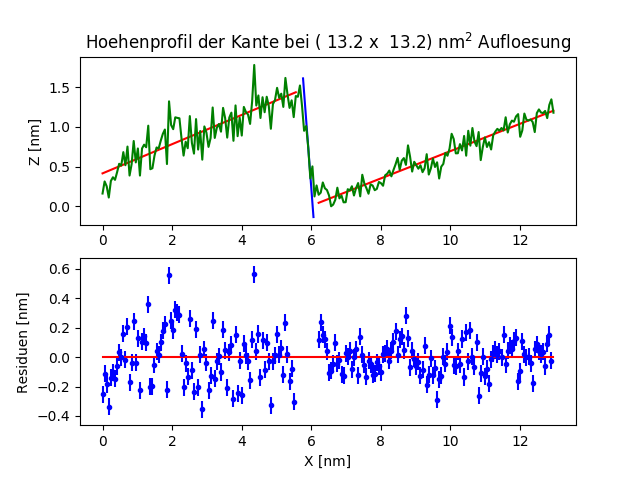 Hoehenprofil der Kante bei ( 13.2 x  13.2) nm² Aufloesung
Z [nm]
1.5
1.0
0.5
0.0
0 2 4 6 8 10 12
Residuen [nm]
0.6
0.4
0.2
0.0
−0.2
−0.4
0 2 4 6 8 10 12
X [nm]